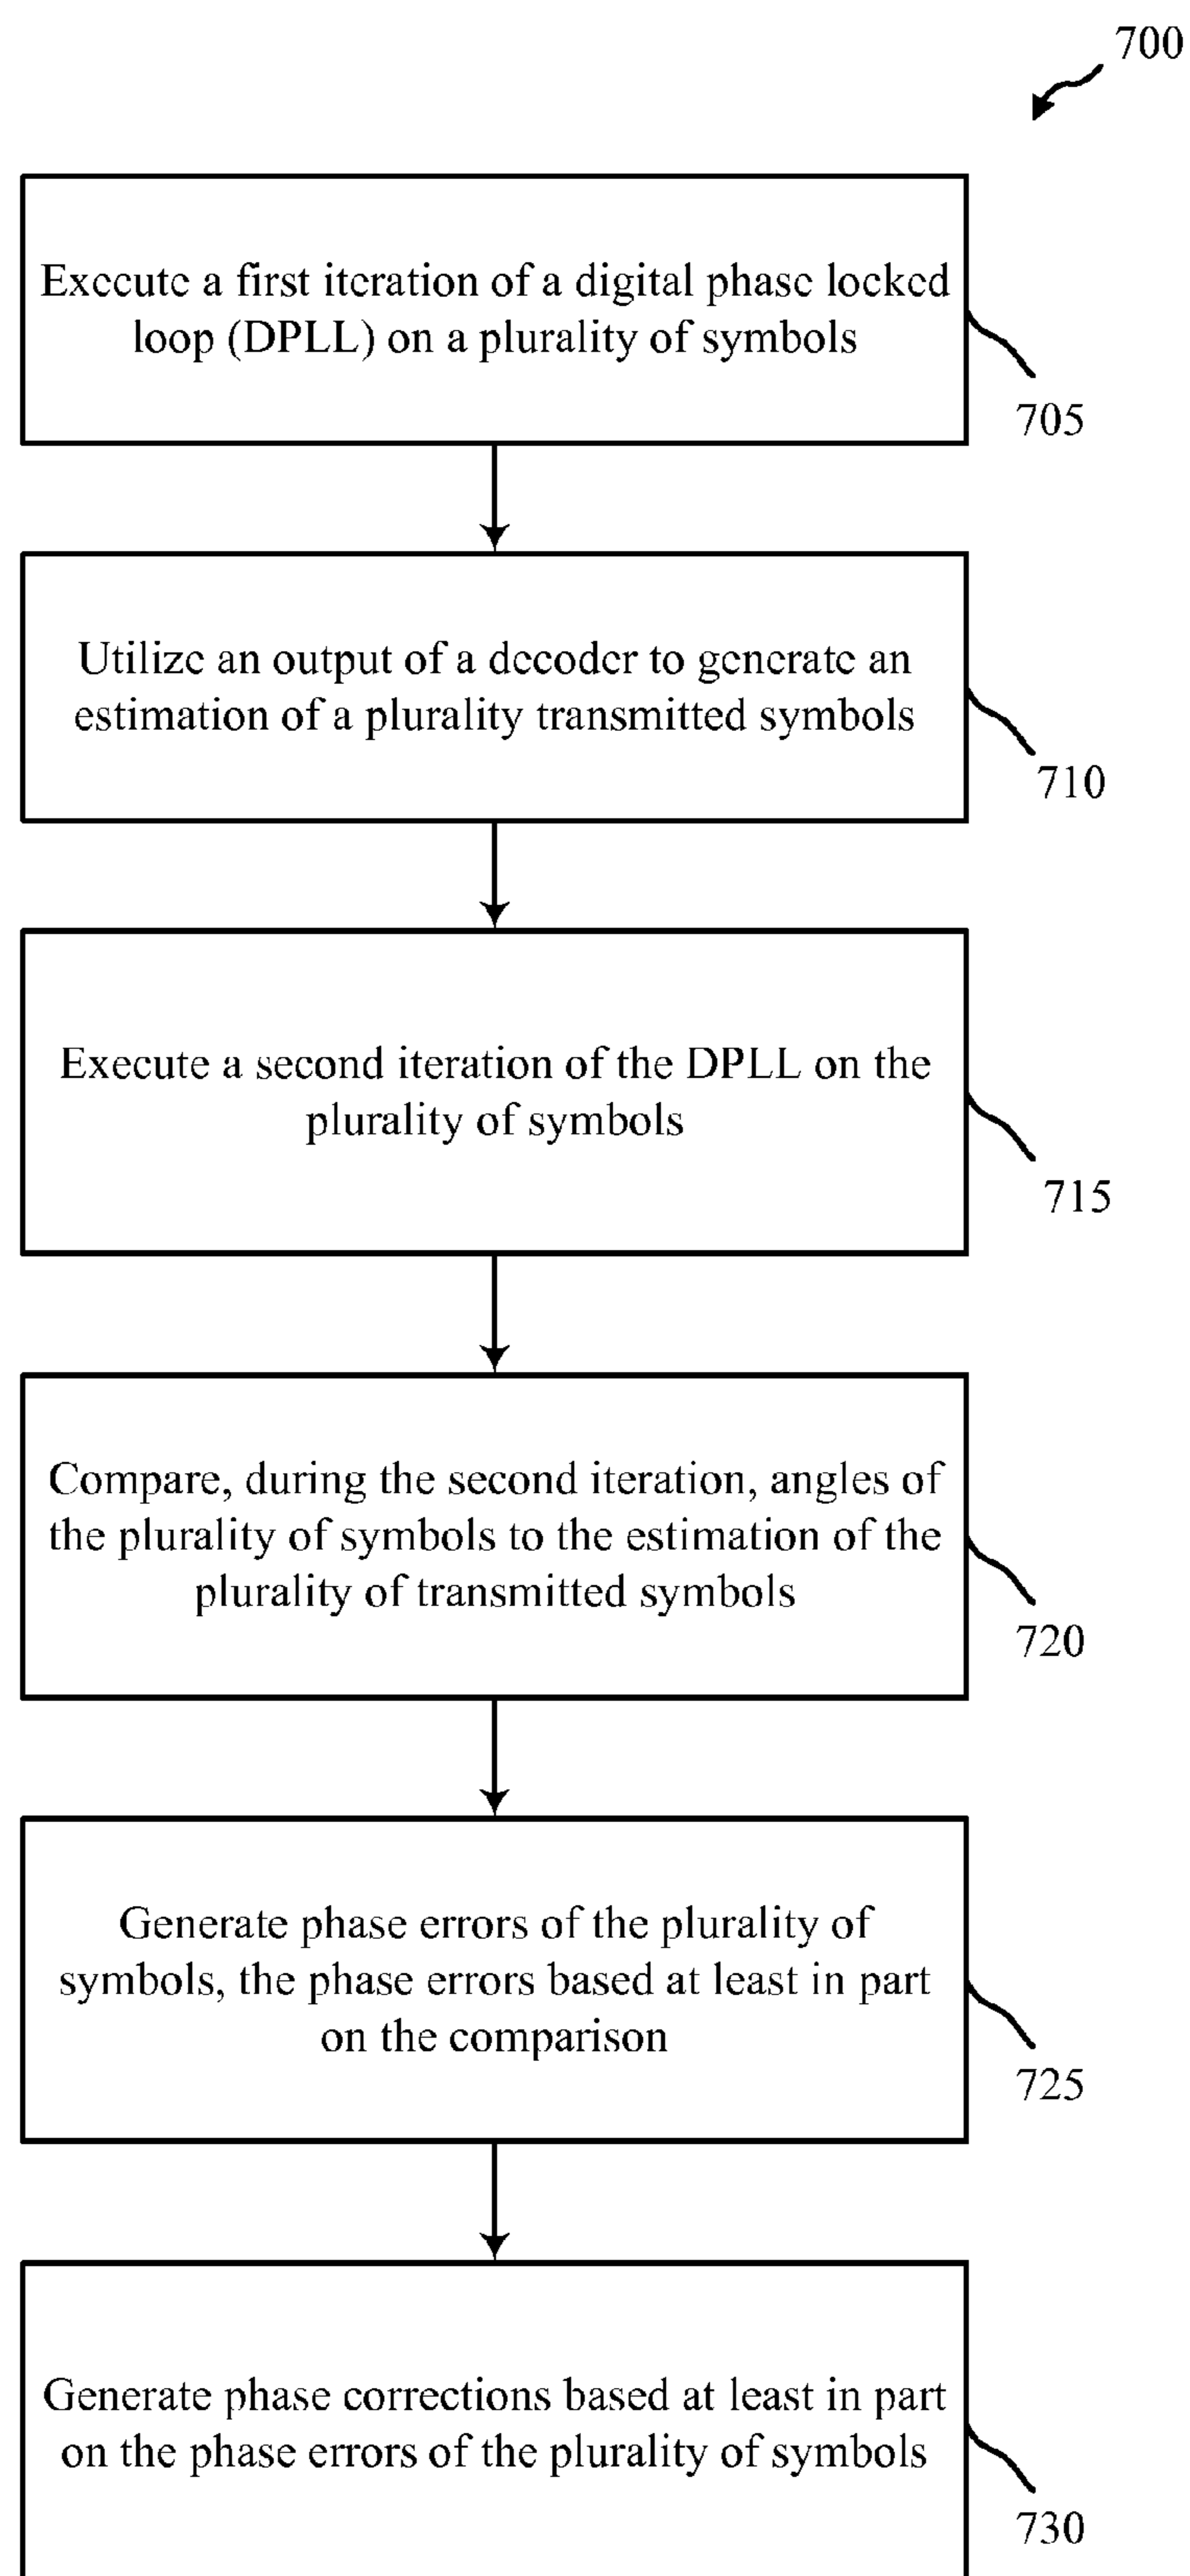 700
Execute a first iteration of a digital phase locked
loop (DPLL) on a plurality of symbols
705
Utilize an output of a decoder to generate an
estimation of a plurality transmitted symbols
710
Execute a second iteration of the DPLL on the
plurality of symbols
715
Compare, during the second iteration, angles of
the plurality of symbols to the estimation of the
plurality of transmitted symbols
720
Generate phase errors of the plurality of
symbols, the phase errors based at least in part
on the comparison
725
Generate phase corrections based at least in part
on the phase errors of the plurality of symbols
730